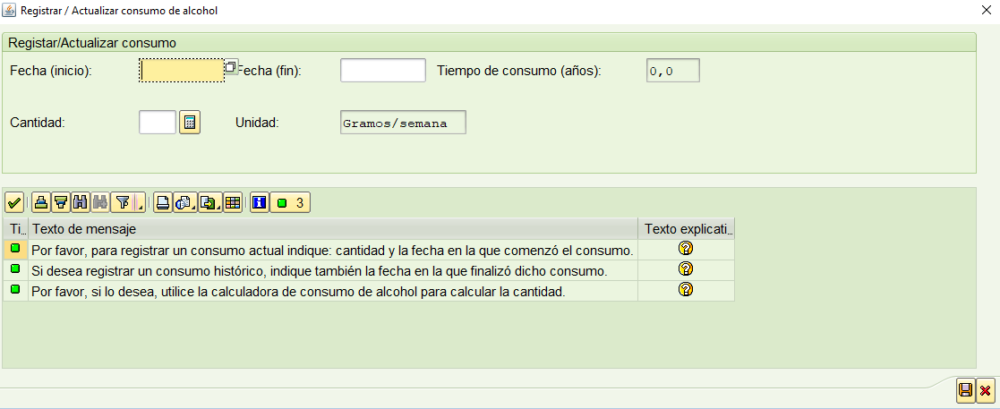 Registrar / Actualizar consumo de alcohol
Registar/Actualizar consumo
Fecha (inicio): Fecha (fin): Tiempo de consumo (años): 0,0
Cantidad: Unidad: Gramos/semana
3
Ti.. Texto de mensaje Texto explicati..
Por favor, para registrar un consumo actual indique: cantidad y la fecha en la que comenzó el consumo.
Si desea registrar un consumo histórico, indique también la fecha en la que finalizó dicho consumo.
Por favor, si lo desea, utilice la calculadora de consumo de alcohol para calcular la cantidad.